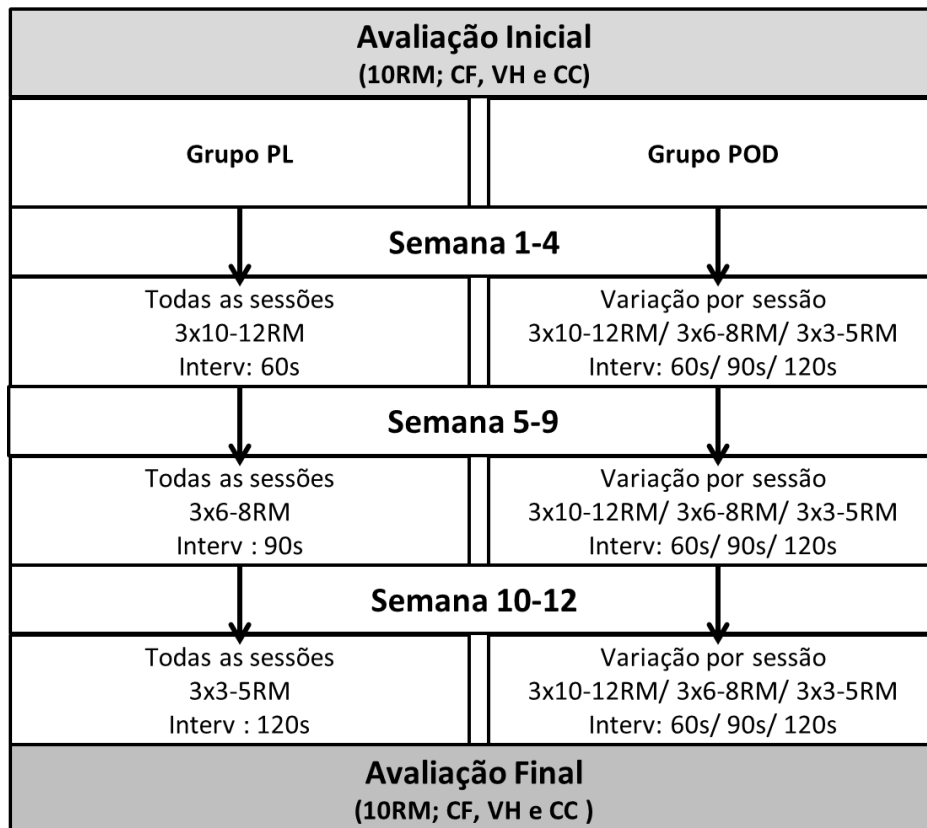 Avaliação Inicial
(10RM; CF, VH e CC)
Grupo PL
Grupo POD
Semana 1-4
Todas as sessões
3x10-12RM
Interv: 60s
Variação por sessão
3x10-12RM/ 3x6-8RM/ 3x3-5RM
Interv: 60s/ 90s/ 120s
Semana 5-9
Todas as sessões
3x6-8RM
Interv : 90s
Variação por sessão
3x10-12RM/ 3x6-8RM/ 3x3-5RM
Interv: 60s/ 90s/ 120s
Semana 10-12
Todas as sessões
3x3-5RM
Interv : 120s
Variação por sessão
3x10-12RM/ 3x6-8RM/ 3x3-5RM
Interv: 60s/ 90s/ 120s
Avaliação Final
(10RM; CF, VH e CC )